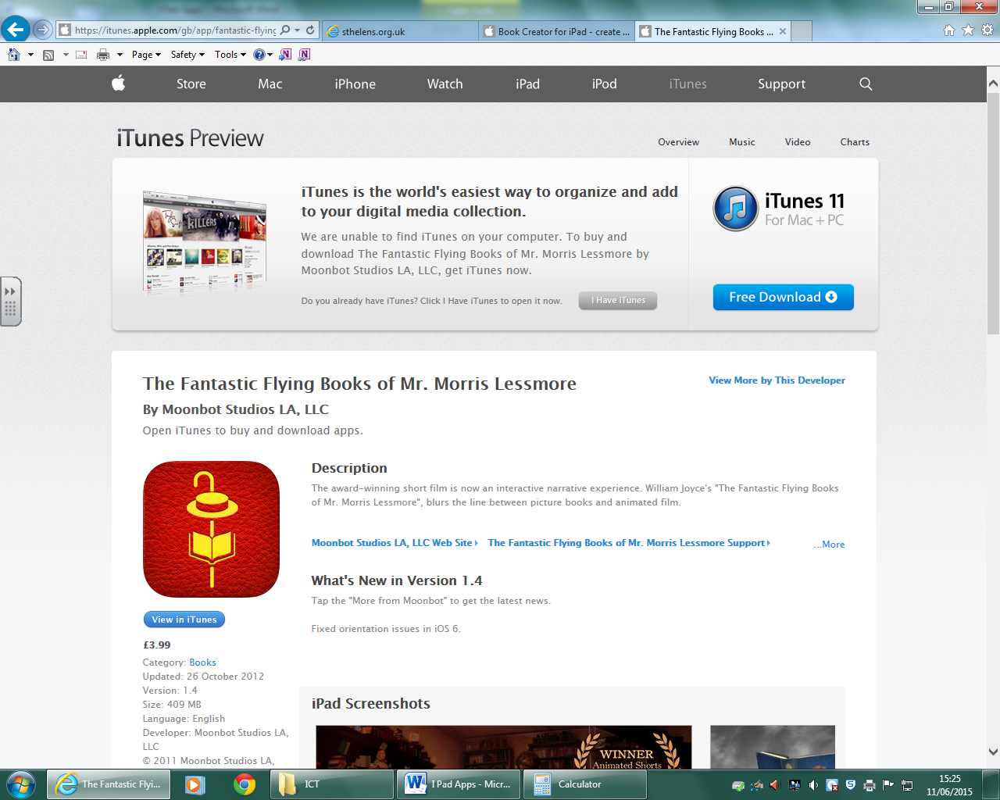 https://itunes.apple.com/gb/app/fantastic-flying
sthelens.org.uk
Book Creator for iPad - create ...
The Fantastic Flying Books ...
Page
Safety
Tools
Store
Mac
iPhone
Watch
iPad
iPod
iTunes
Support
iTunes Preview
Overview
Music
Video
Charts
iTunes is the world's easiest way to organize and add
to your digital media collection.
We are unable to find iTunes on your computer. To buy and
download The Fantastic Flying Books of Mr. Morris Lessmore by
Moonbot Studios LA, LLC, get iTunes now.
Do you already have iTunes? Click I Have iTunes to open it now.
I Have iTunes
KILLERS
iTunes 11
For Mac + PC
Free Download
The Fantastic Flying Books of Mr. Morris Lessmore
View More by This Developer
By Moonbot Studios LA, LLC
Open iTunes to buy and download apps.
View in iTunes
£3.99
Category: Books
Updated: 26 October 2012
Version: 1.4
Size: 409 MB
Language: English
Developer: Moonbot Studios LA,
LLC
© 2011 Moonbot Studios LA,
Description
The award-winning short film is now an interactive narrative experience. William Joyce's "The Fantastic Flying Books
of Mr. Morris Lessmore", blurs the line between picture books and animated film.
Moonbot Studios LA, LLC Web Site
The Fantastic Flying Books of Mr. Morris Lessmore Support
...More
What's New in Version 1.4
Tap the "More from Moonbot" to get the latest news.
Fixed orientation issues in iOS 6.
iPad Screenshots
WINNER
Animated Shorts
The Fantastic Flyi...
ICT
I Pad Apps - Micr...
Calculator
15:25
11/06/2015